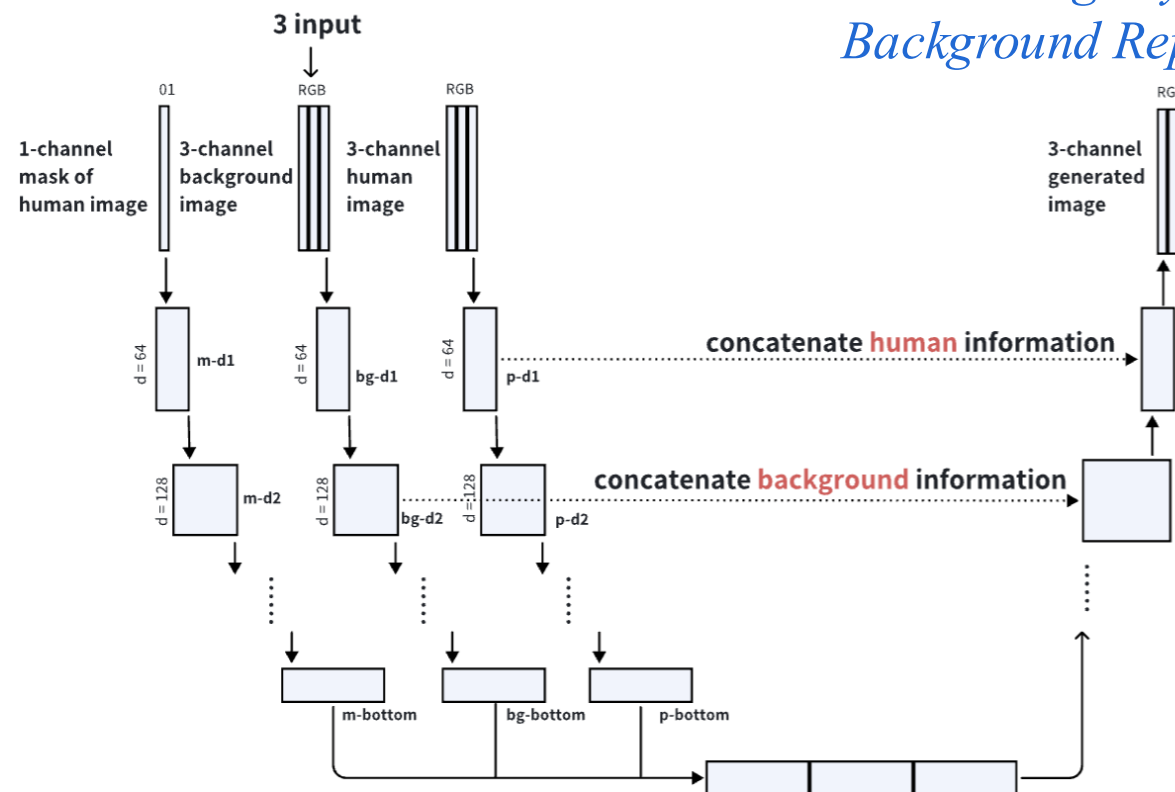 3 input
Background
01
RGB
RGB
1-channel
mask of
human image
3-channel
background
image
3-channel
human
image
3-channel
generated
image
d = 64
m-d1
d = 64
bg-d1
d = 64
p-d1
concatenate human information
d = 128
m-d2
d = 128
bg-d2
d = 128
p-d2
concatenate background information
m-bottom
bg-bottom
p-bottom